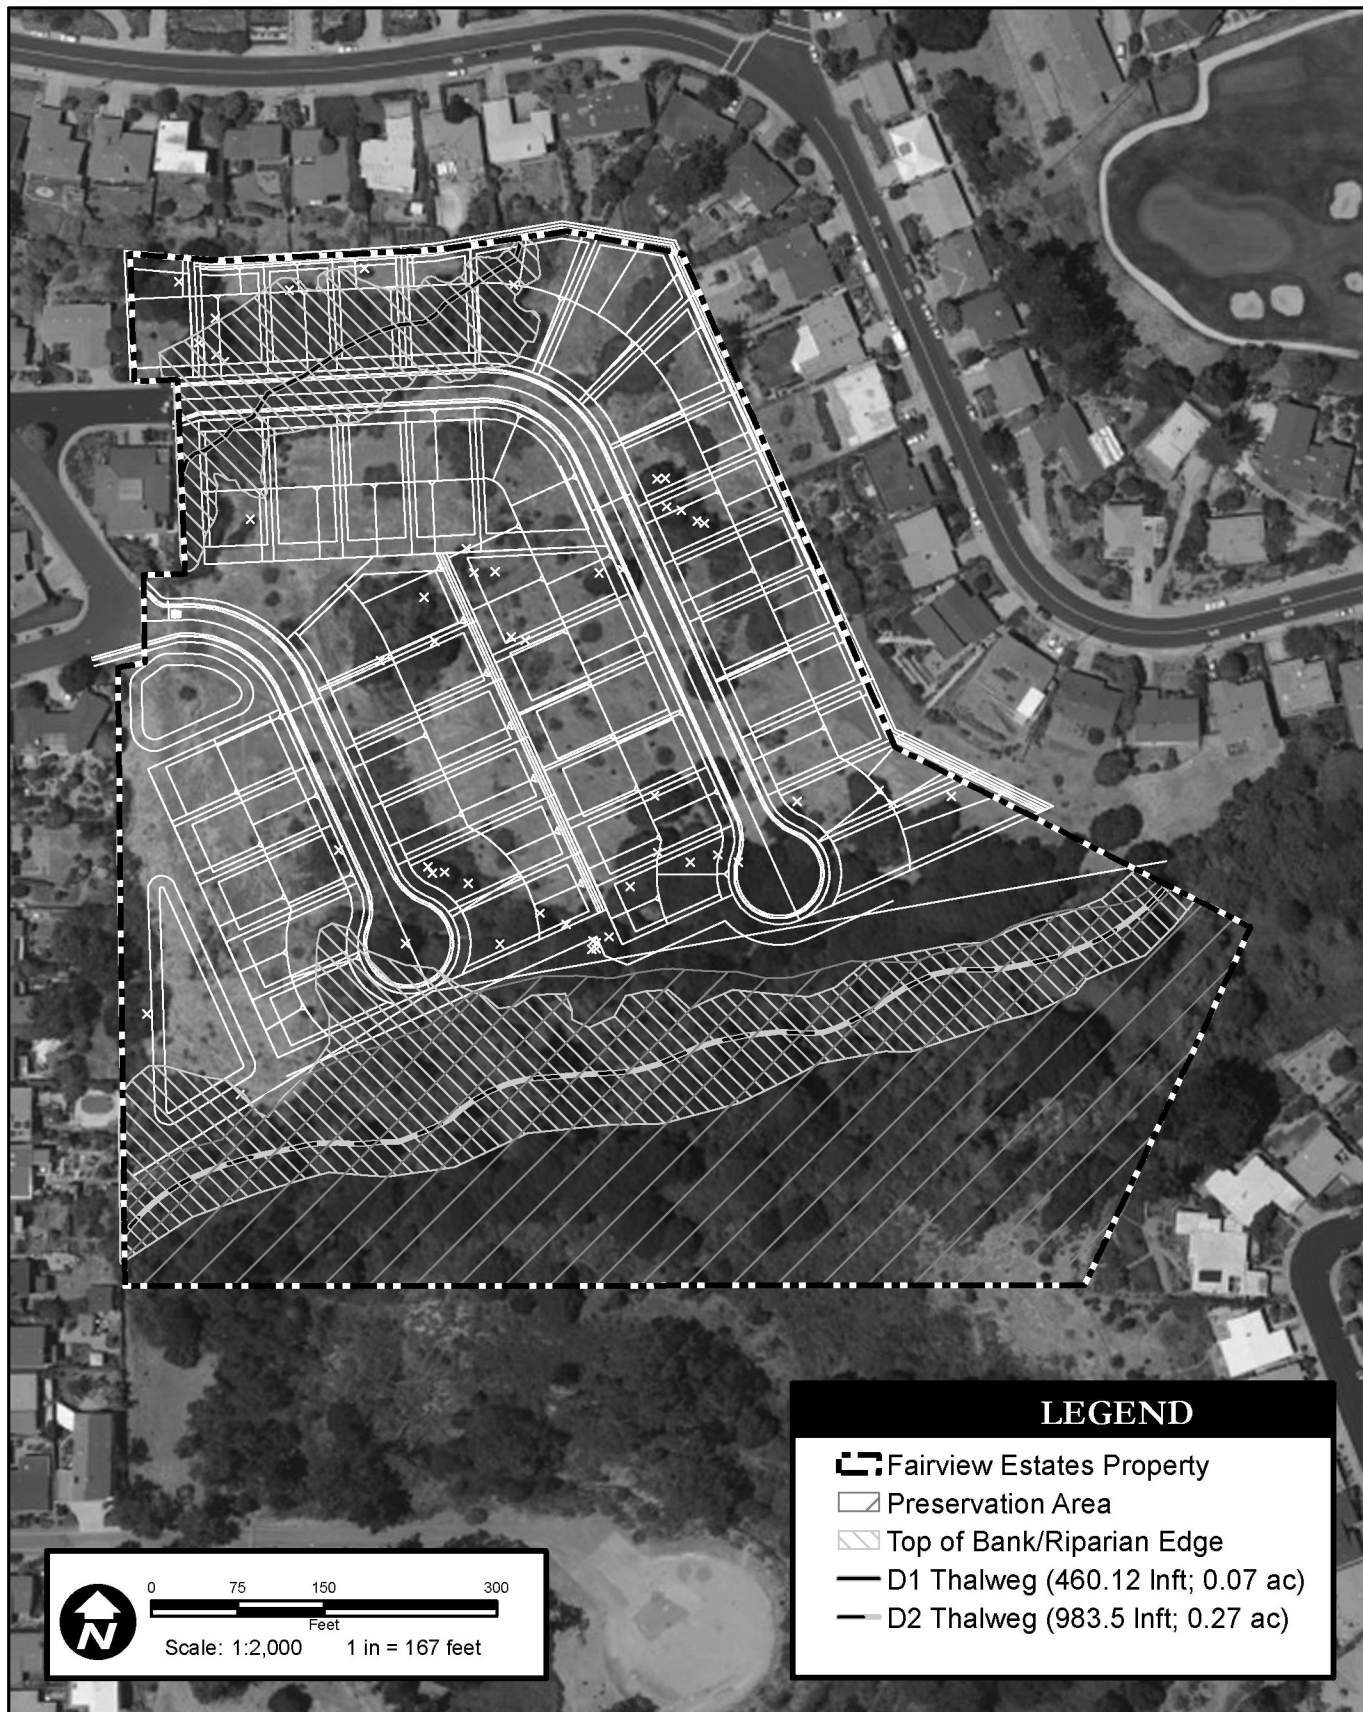 LEGEND
Fairview Estates Property
Preservation Area
Top of Bank/Riparian Edge
D1 Thalweg (460.12 lnft; 0.07 ac)
D2 Thalweg (983.5 lnft; 0.27 ac)
0 75 150 300
Feet
N
Scale: 1:2,000 1 in = 167 feet